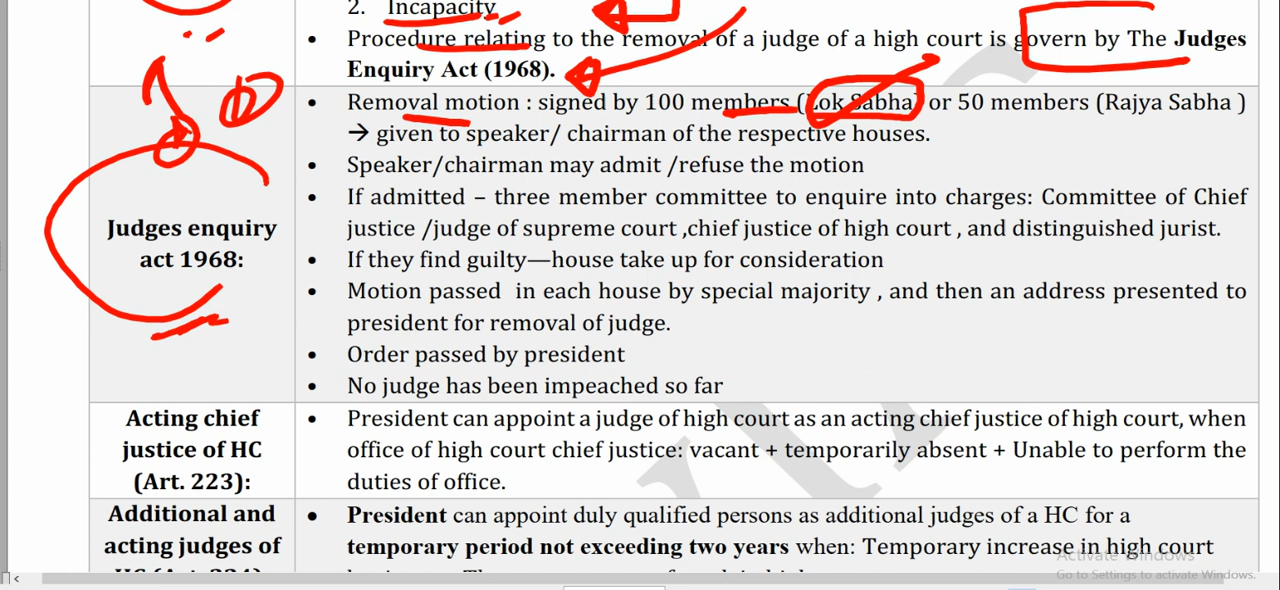 2. Incapacity
• Procedure relating to the removal of a judge of a high court is govern by The Judges
Enquiry Act (1968).
Judges enquiry
act 1968:
• Removal motion : signed by 100 members (Lok Sabha) or 50 members (Rajya Sabha )
→ given to speaker/ chairman of the respective houses.
• Speaker/chairman may admit /refuse the motion
• If admitted – three member committee to enquire into charges: Committee of Chief
justice /judge of supreme court ,chief justice of high court , and distinguished jurist.
• If they find guilty—house take up for consideration
• Motion passed in each house by special majority , and then an address presented to
president for removal of judge.
• Order passed by president
• No judge has been impeached so far
Acting chief
justice of HC
(Art. 223):
• President can appoint a judge of high court as an acting chief justice of high court, when
office of high court chief justice: vacant + temporarily absent + Unable to perform the
duties of office.
Additional and
acting judges of
• President can appoint duly qualified persons as additional judges of a HC for a
temporary period not exceeding two years when: Temporary increase in high court
Activate Windows
Go to Settings to activate Windows.